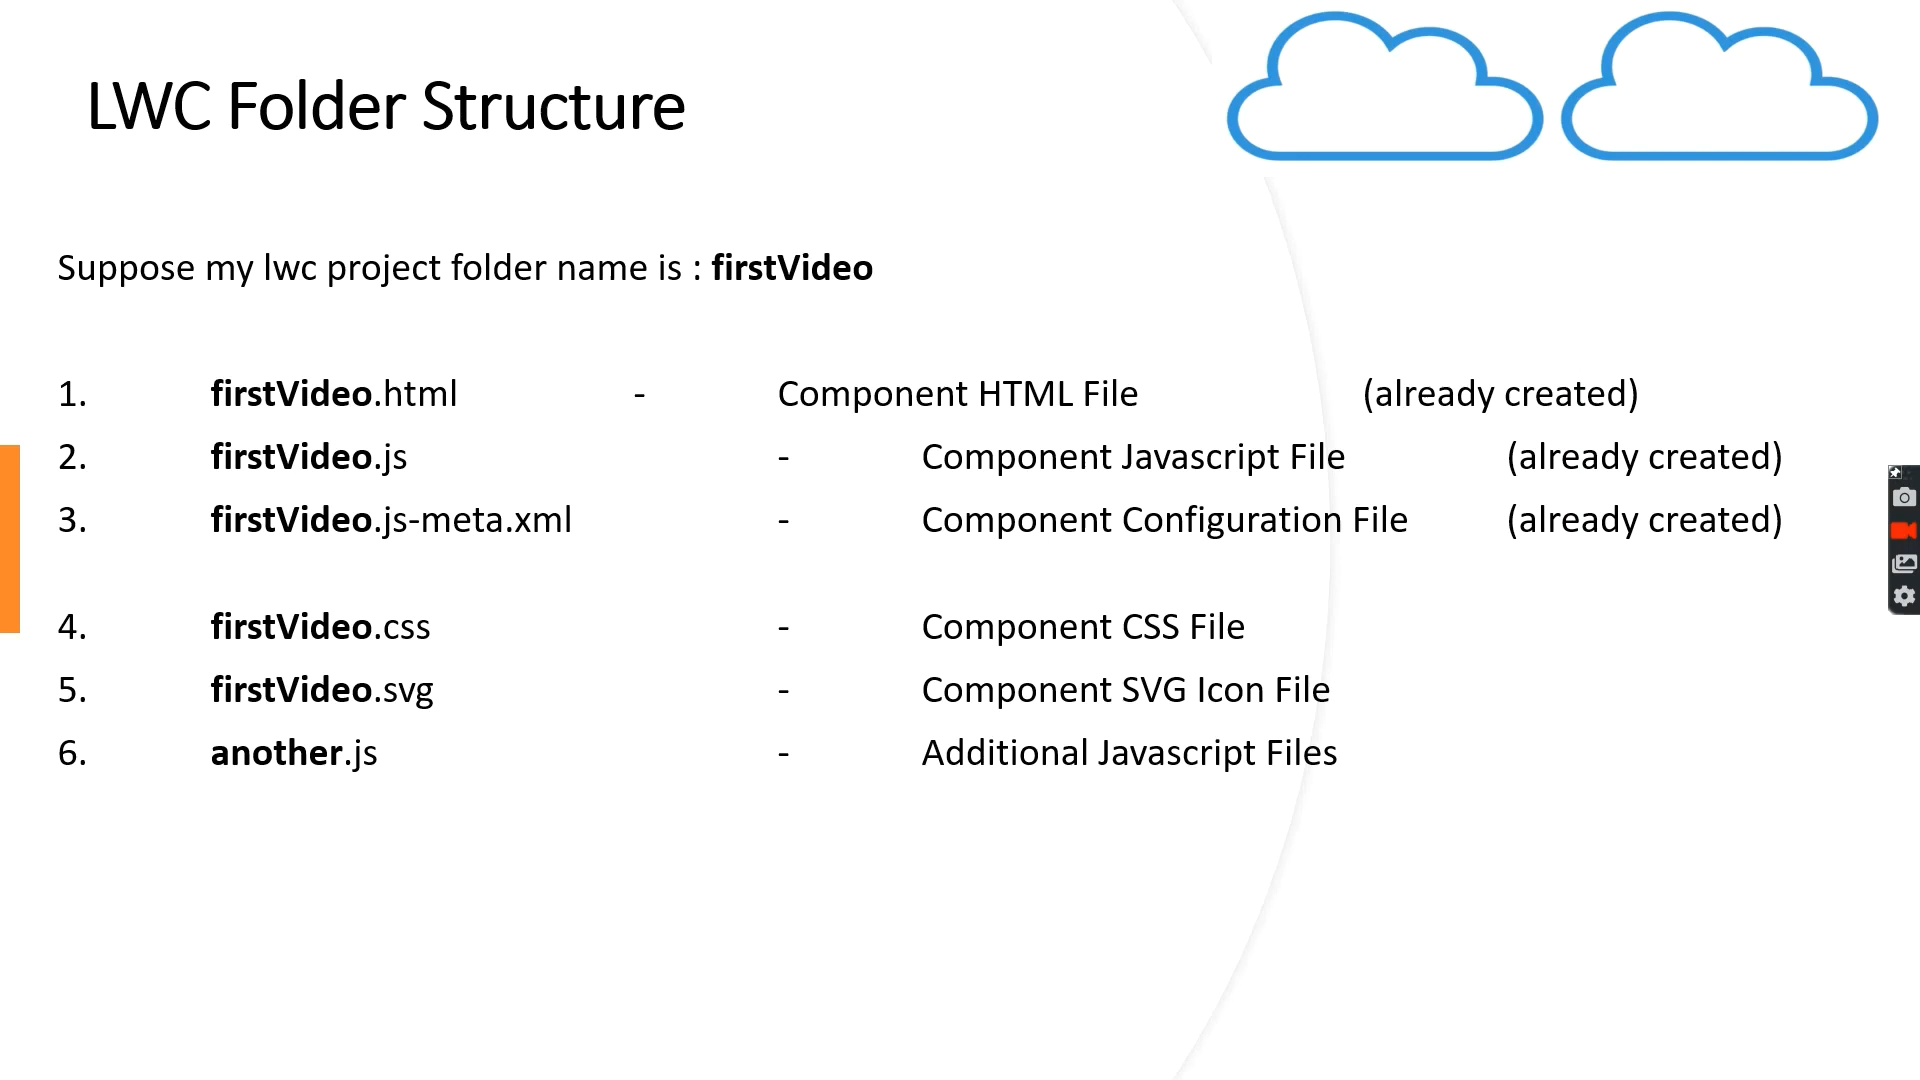 LWC Folder Structure
Suppose my lwc project folder name is : firstVideo
1. firstVideo.html - Component HTML File (already created)
2. firstVideo.js - Component Javascript File (already created)
3. firstVideo.js-meta.xml - Component Configuration File (already created)
4. firstVideo.css - Component CSS File
5. firstVideo.svg - Component SVG Icon File
6. another.js - Additional Javascript Files